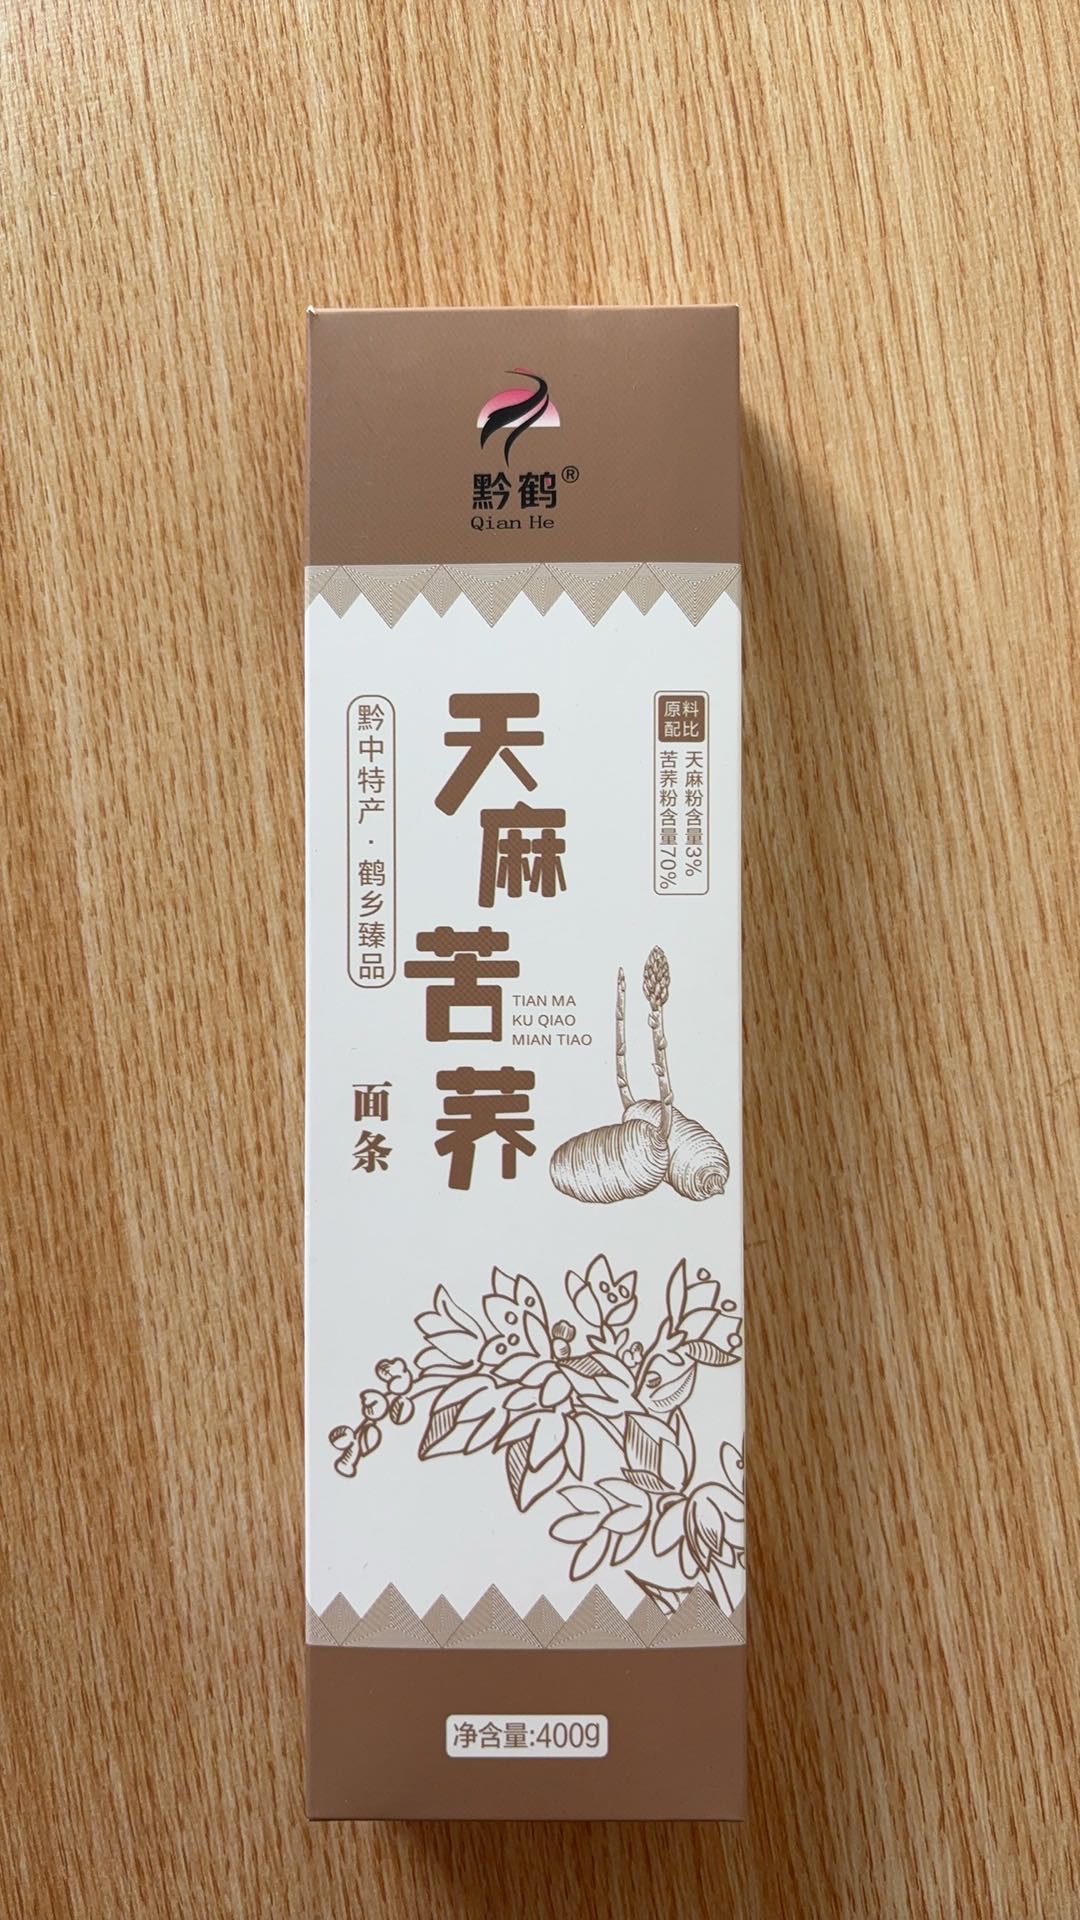 黔鹤®
Qian He
黔中特产·鹤乡臻品
天麻
苦荞
TIAN MA
KU QIAO
MIAN TIAO
面条
原料
配比
天麻粉含量3%
苦荞粉含量70%
净含量:400g